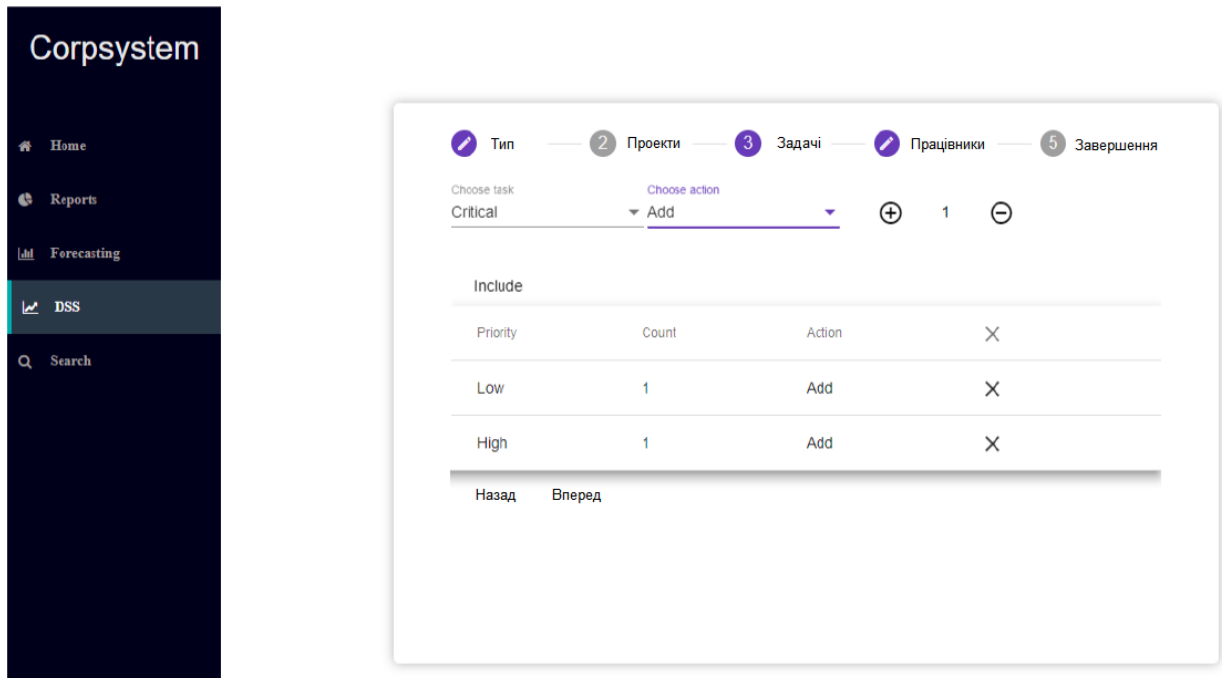 Corpsystem
Home
Reports
Forecasting
DSS
Search
Тип 2 Проекти 3 Задачі Працівники 5 Завершення
Choose task Choose action
Critical Add 1
Include
Priority Count Action
Low 1 Add
High 1 Add
Назад Вперед